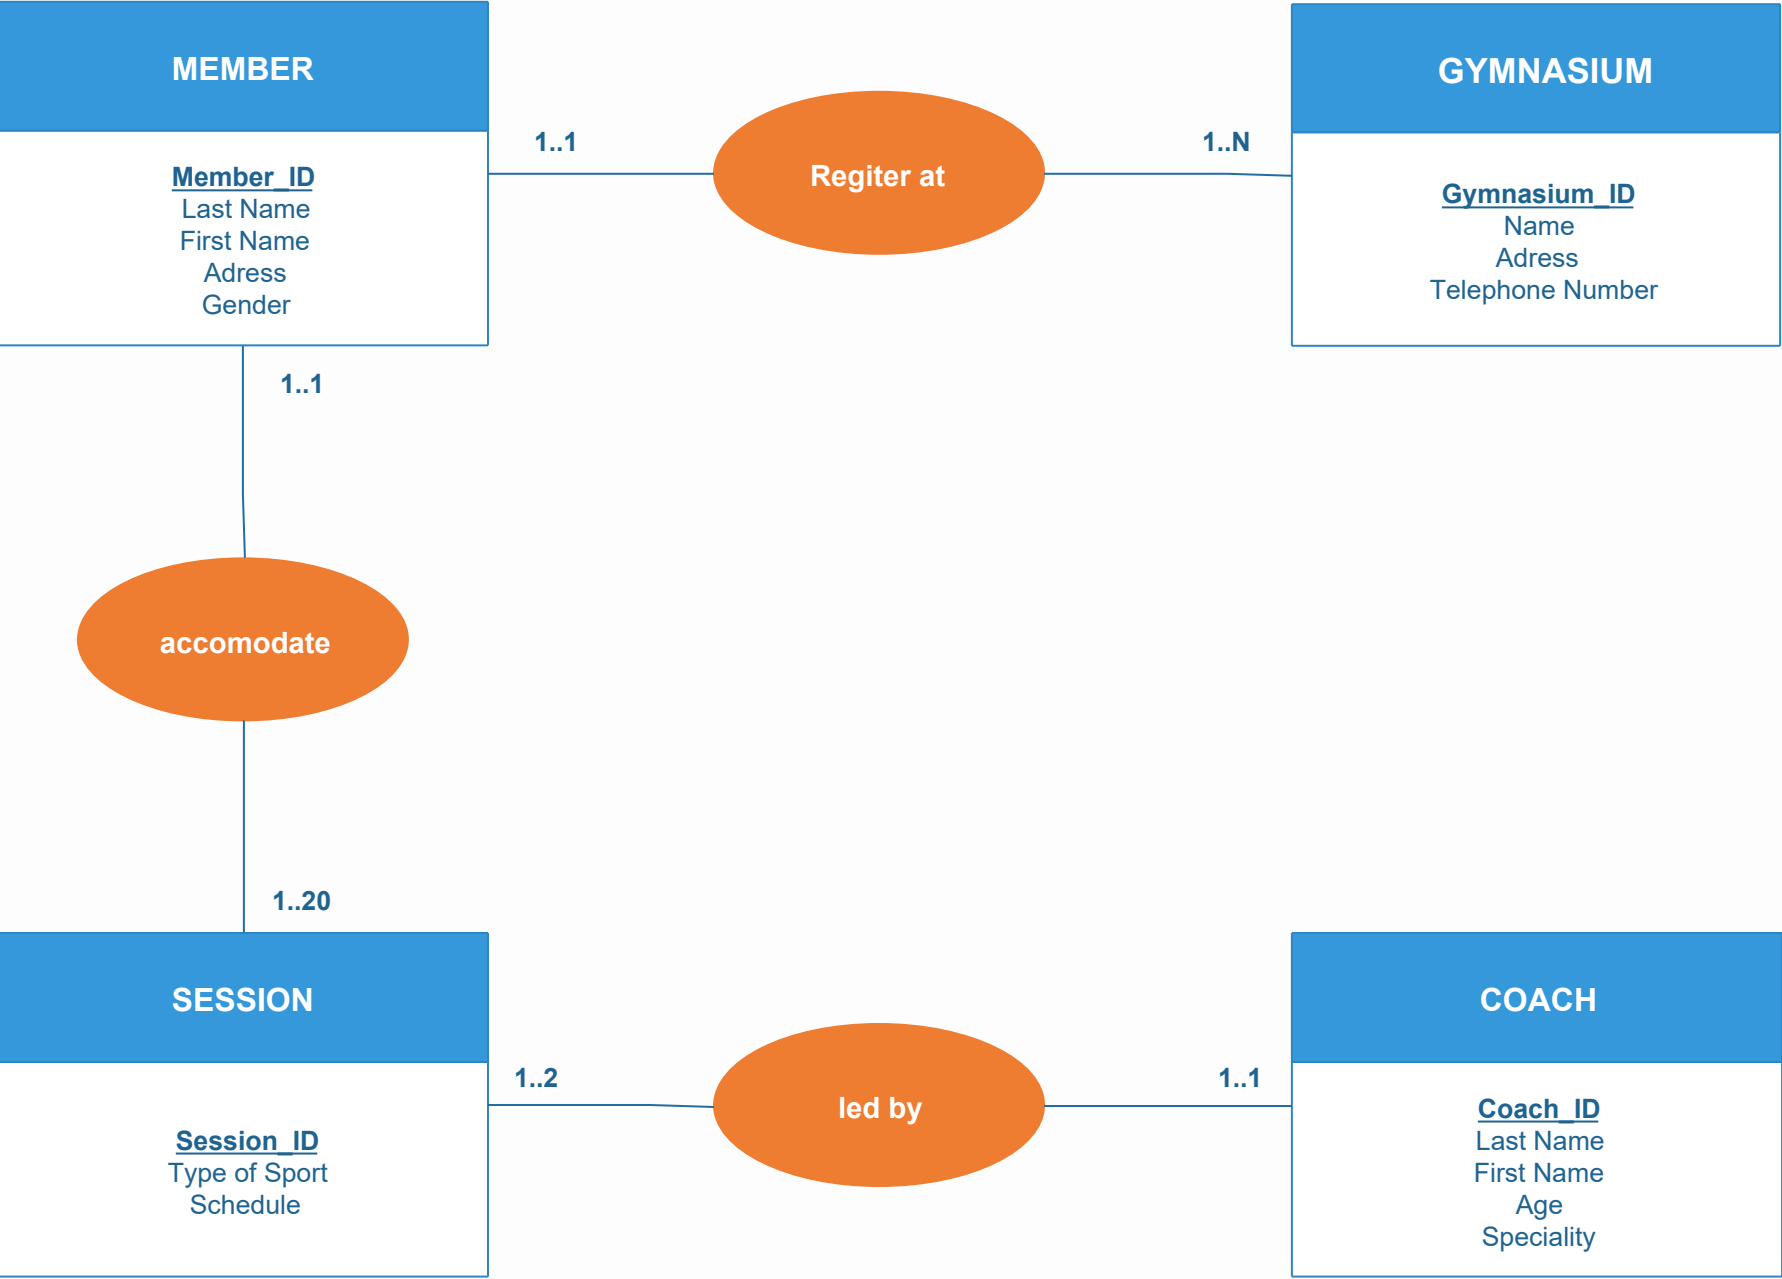 MEMBER
Member_ID
Last Name
First Name
Adress
Gender
1..1
Regiter at
1..N
GYMNASIUM
Gymnasium_ID
Name
Adress
Telephone Number
1..1
accomodate
1..20
SESSION
Session_ID
Type of Sport
Schedule
1..2
led by
1..1
COACH
Coach_ID
Last Name
First Name
Age
Speciality